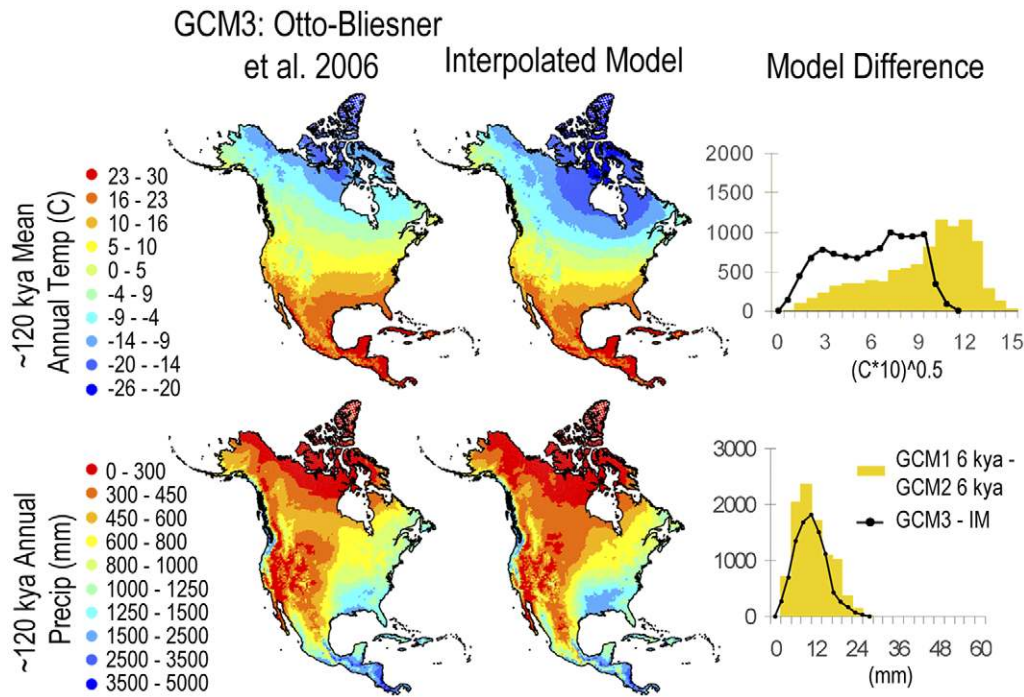 GCM3: Otto-Bliesner
et al. 2006
Interpolated Model
Model Difference
~120 kya Mean
Annual Temp (C)
23 - 30
16 - 23
10 - 16
5 - 10
0 - 5
-4 - 9
-9 - -4
-14 - -9
-20 - -14
-26 - -20
2000
1500
1000
500
0
0 3 6 9 12 15
(C*10)^0.5
~120 kya Annual
Precip (mm)
0 - 300
300 - 450
450 - 600
600 - 800
800 - 1000
1000 - 1250
1250 - 1500
1500 - 2500
2500 - 3500
3500 - 5000
3000
2000
1000
0
GCM1 6 kya -
GCM2 6 kya
GCM3 - IM
0 12 24 36 48 60
(mm)